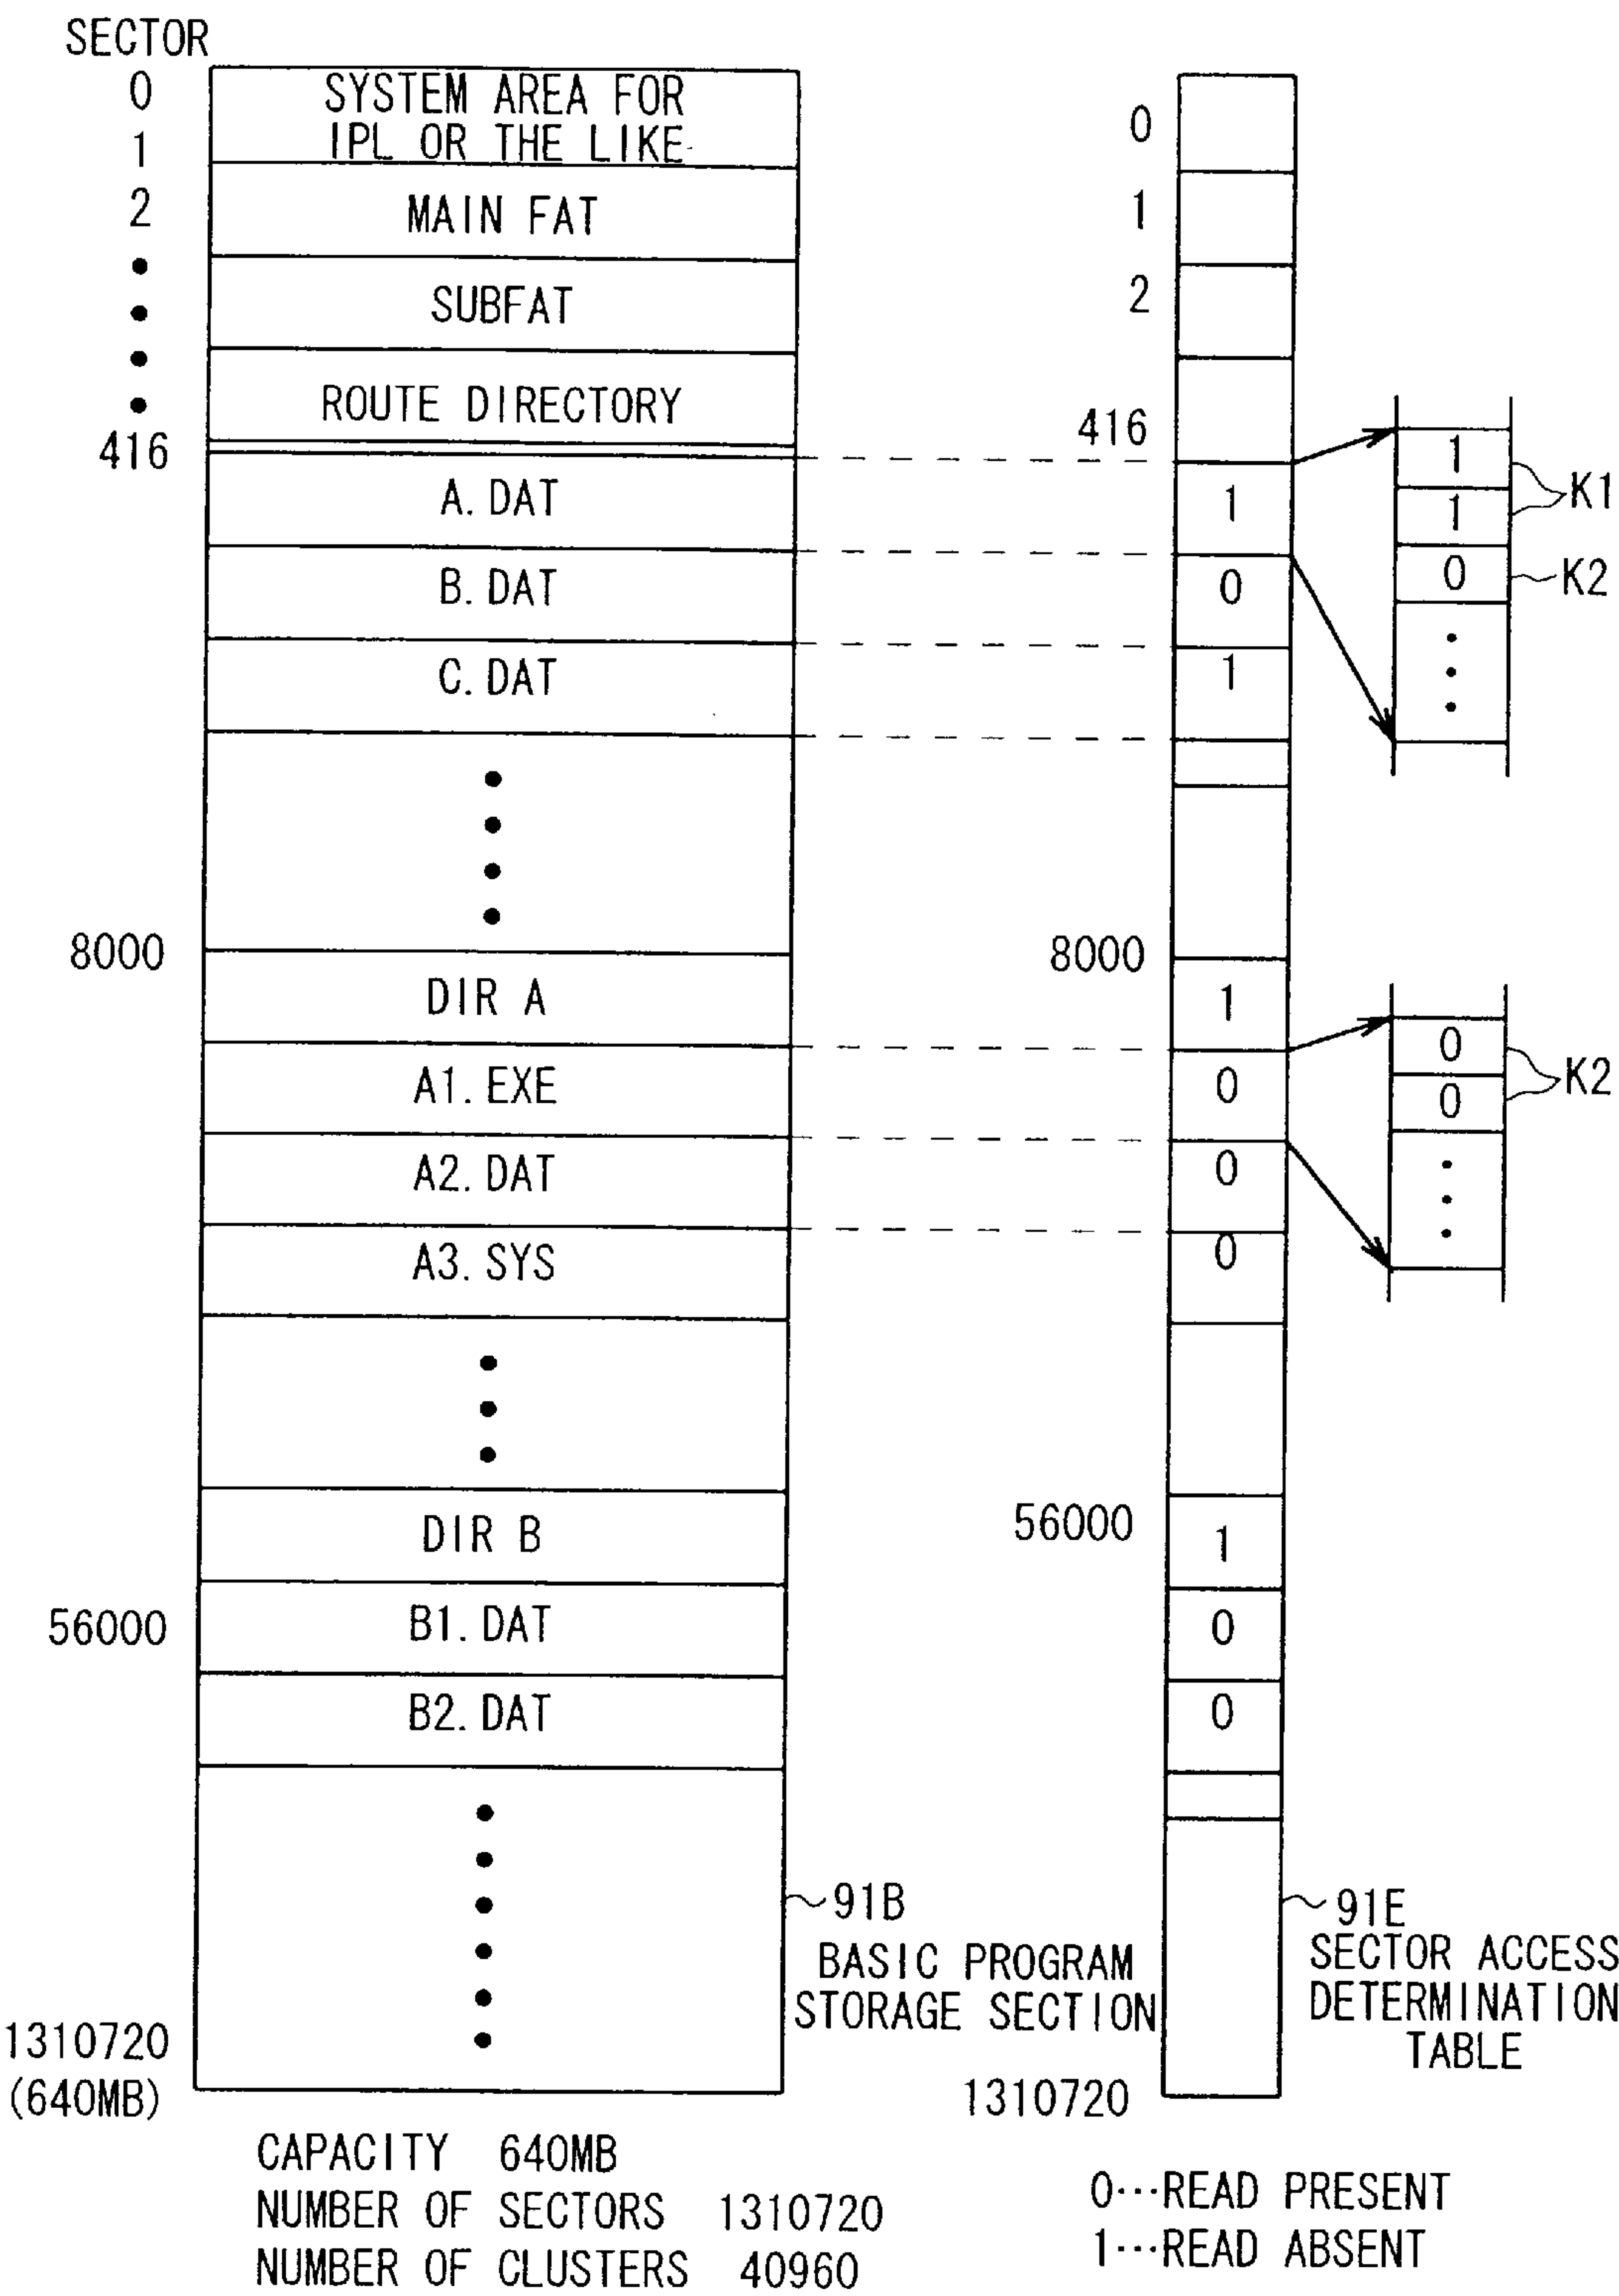 SECTOR
0
SYSTEM AREA FOR
1
IPL OR THE LIKE
2
MAIN FAT
SUBFAT
ROUTE DIRECTORY
416
A.DAT
B.DAT
C.DAT
8000
DIR A
A1.EXE
A2.DAT
A3.SYS
DIR B
56000
B1.DAT
B2.DAT
1310720
(640MB)
91B
BASIC PROGRAM
STORAGE SECTION
0
1
2
416
1
0
1
8000
1
0
0
0
56000
1
0
0
1310720
1
1
K1
0
K2
0
0
K2
91E
SECTOR ACCESS
DETERMINATION
TABLE
CAPACITY 640MB
NUMBER OF SECTORS 1310720
NUMBER OF CLUSTERS 40960
0···READ PRESENT
1···READ ABSENT